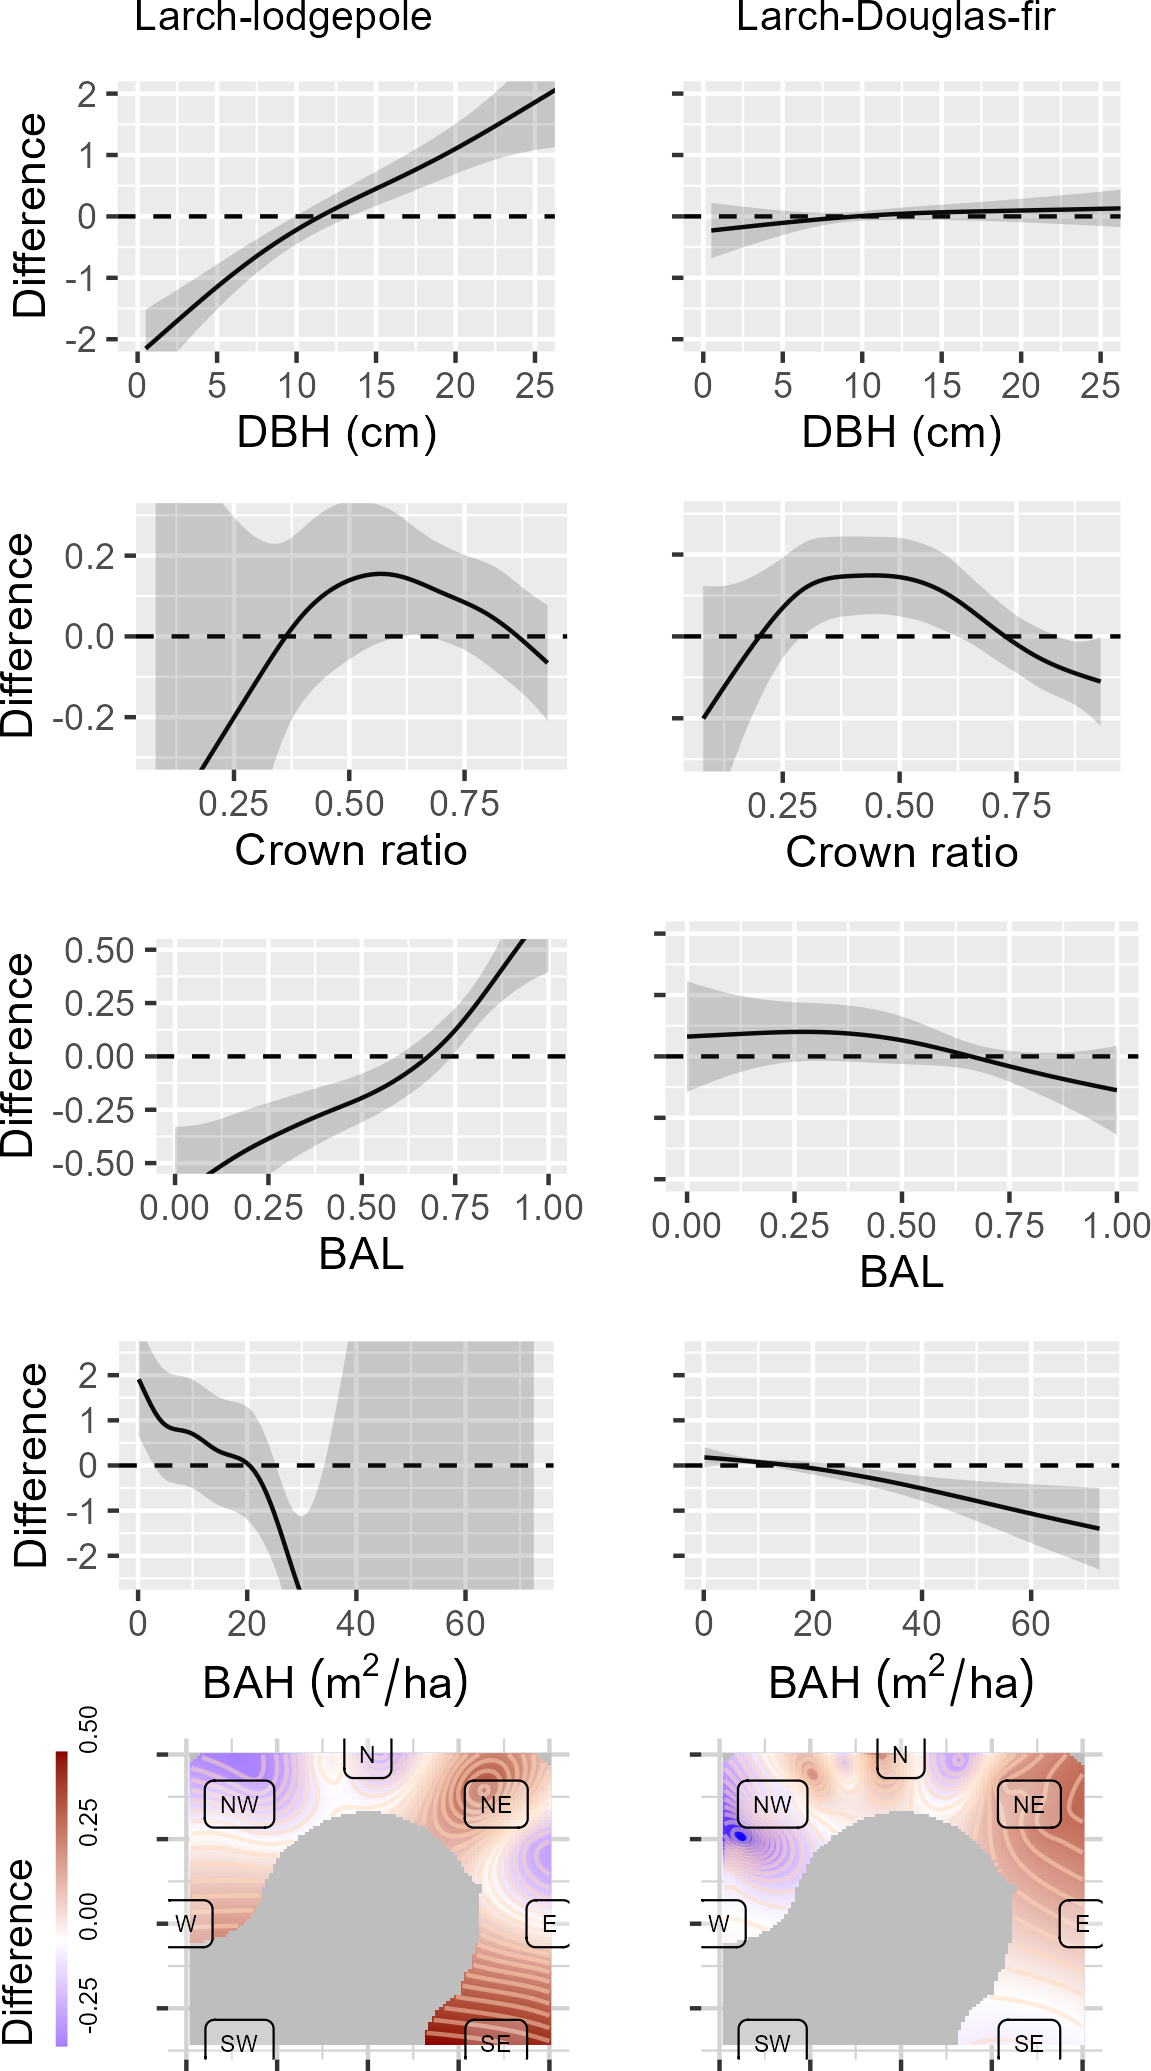 Larch-lodgepole Larch-Douglas-fir
Difference
2
1
0
-1
-2
0 5 10 15 20 25
0 5 10 15 20 25
DBH (cm) DBH (cm)
Difference
0.2
0.0
-0.2
0.25 0.50 0.75
0.25 0.50 0.75
Crown ratio Crown ratio
Difference
0.50
0.25
0.00
-0.25
-0.50
0.00 0.25 0.50 0.75 1.00
0.00 0.25 0.50 0.75 1.00
BAL BAL
Difference
2
1
0
-1
-2
0 20 40 60
0 20 40 60
BAH (m²/ha) BAH (m²/ha)
Difference
0.50
0.25
0.00
-0.25
N
NW NE
W E
SW SE
N
NW NE
W E
SW SE